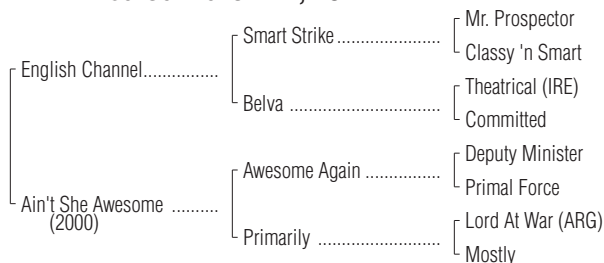 Mr. Prospector
Smart Strike ......................
Classy 'n Smart
English Channel................
Theatrical (IRE)
Belva ................................
Committed
Deputy Minister
Awesome Again ................
Primal Force
Ain't She Awesome ..........
(2000)
Lord At War (ARG)
Primarily ..........................
Mostly